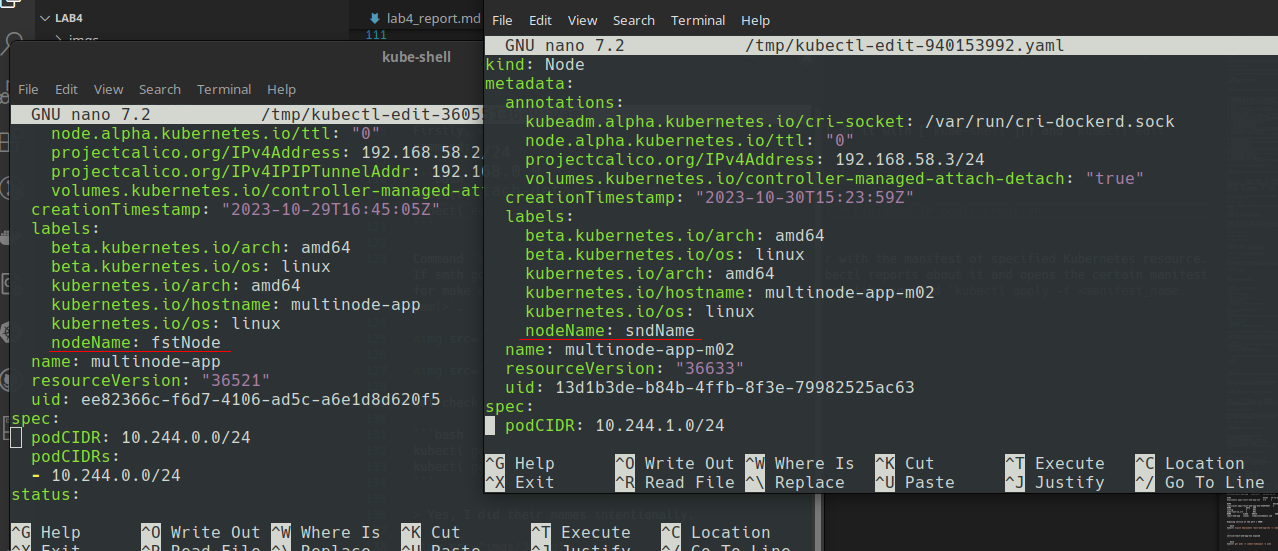 LAB4
imgs
lab4_report.md
111
kube-shell
File Edit View Search Terminal Help
GNU nano 7.2 /tmp/kubectl-edit-3605
node.alpha.kubernetes.io/ttl: "0"
projectcalico.org/IPv4Address: 192.168.58.2/
projectcalico.org/IPv4IPIPTunnelAddr: 192.
volumes.kubernetes.io/controller-managed-at
creationTimestamp: "2023-10-29T16:45:05Z"
labels:
beta.kubernetes.io/arch: amd64
beta.kubernetes.io/os: linux
kubernetes.io/arch: amd64
kubernetes.io/hostname: multinode-app
kubernetes.io/os: linux
nodeName: fstNode
name: multinode-app
resourceVersion: "36521"
uid: ee82366c-f6d7-4106-ad5c-a6e1d8d620f5
spec:
podCIDR: 10.244.0.0/24
podCIDRs:
- 10.244.0.0/24
status:
^G Help ^O Write Out ^W Where Is ^K Cut ^T Execute ^C Location
^X Exit ^R Read File ^\ Replace ^U Paste ^J Justify ^/ Go To Line
File Edit View Search Terminal Help
GNU nano 7.2 /tmp/kubectl-edit-940153992.yaml
kind: Node
metadata:
annotations:
kubeadm.alpha.kubernetes.io/cri-socket: /var/run/cri-dockerd.sock
node.alpha.kubernetes.io/ttl: "0"
projectcalico.org/IPv4Address: 192.168.58.3/24
volumes.kubernetes.io/controller-managed-attach-detach: "true"
creationTimestamp: "2023-10-30T15:23:59Z"
labels:
beta.kubernetes.io/arch: amd64
beta.kubernetes.io/os: linux
kubernetes.io/arch: amd64
kubernetes.io/hostname: multinode-app-m02
kubernetes.io/os: linux
nodeName: sndName
name: multinode-app-m02
resourceVersion: "36633"
uid: 13d1b3de-b84b-4ffb-8f3e-79982525ac63
spec:
podCIDR: 10.244.1.0/24
^G Help ^O Write Out ^W Where Is ^K Cut ^T Execute ^C Location
^X Exit ^R Read File ^\ Replace ^U Paste ^J Justify ^/ Go To Line